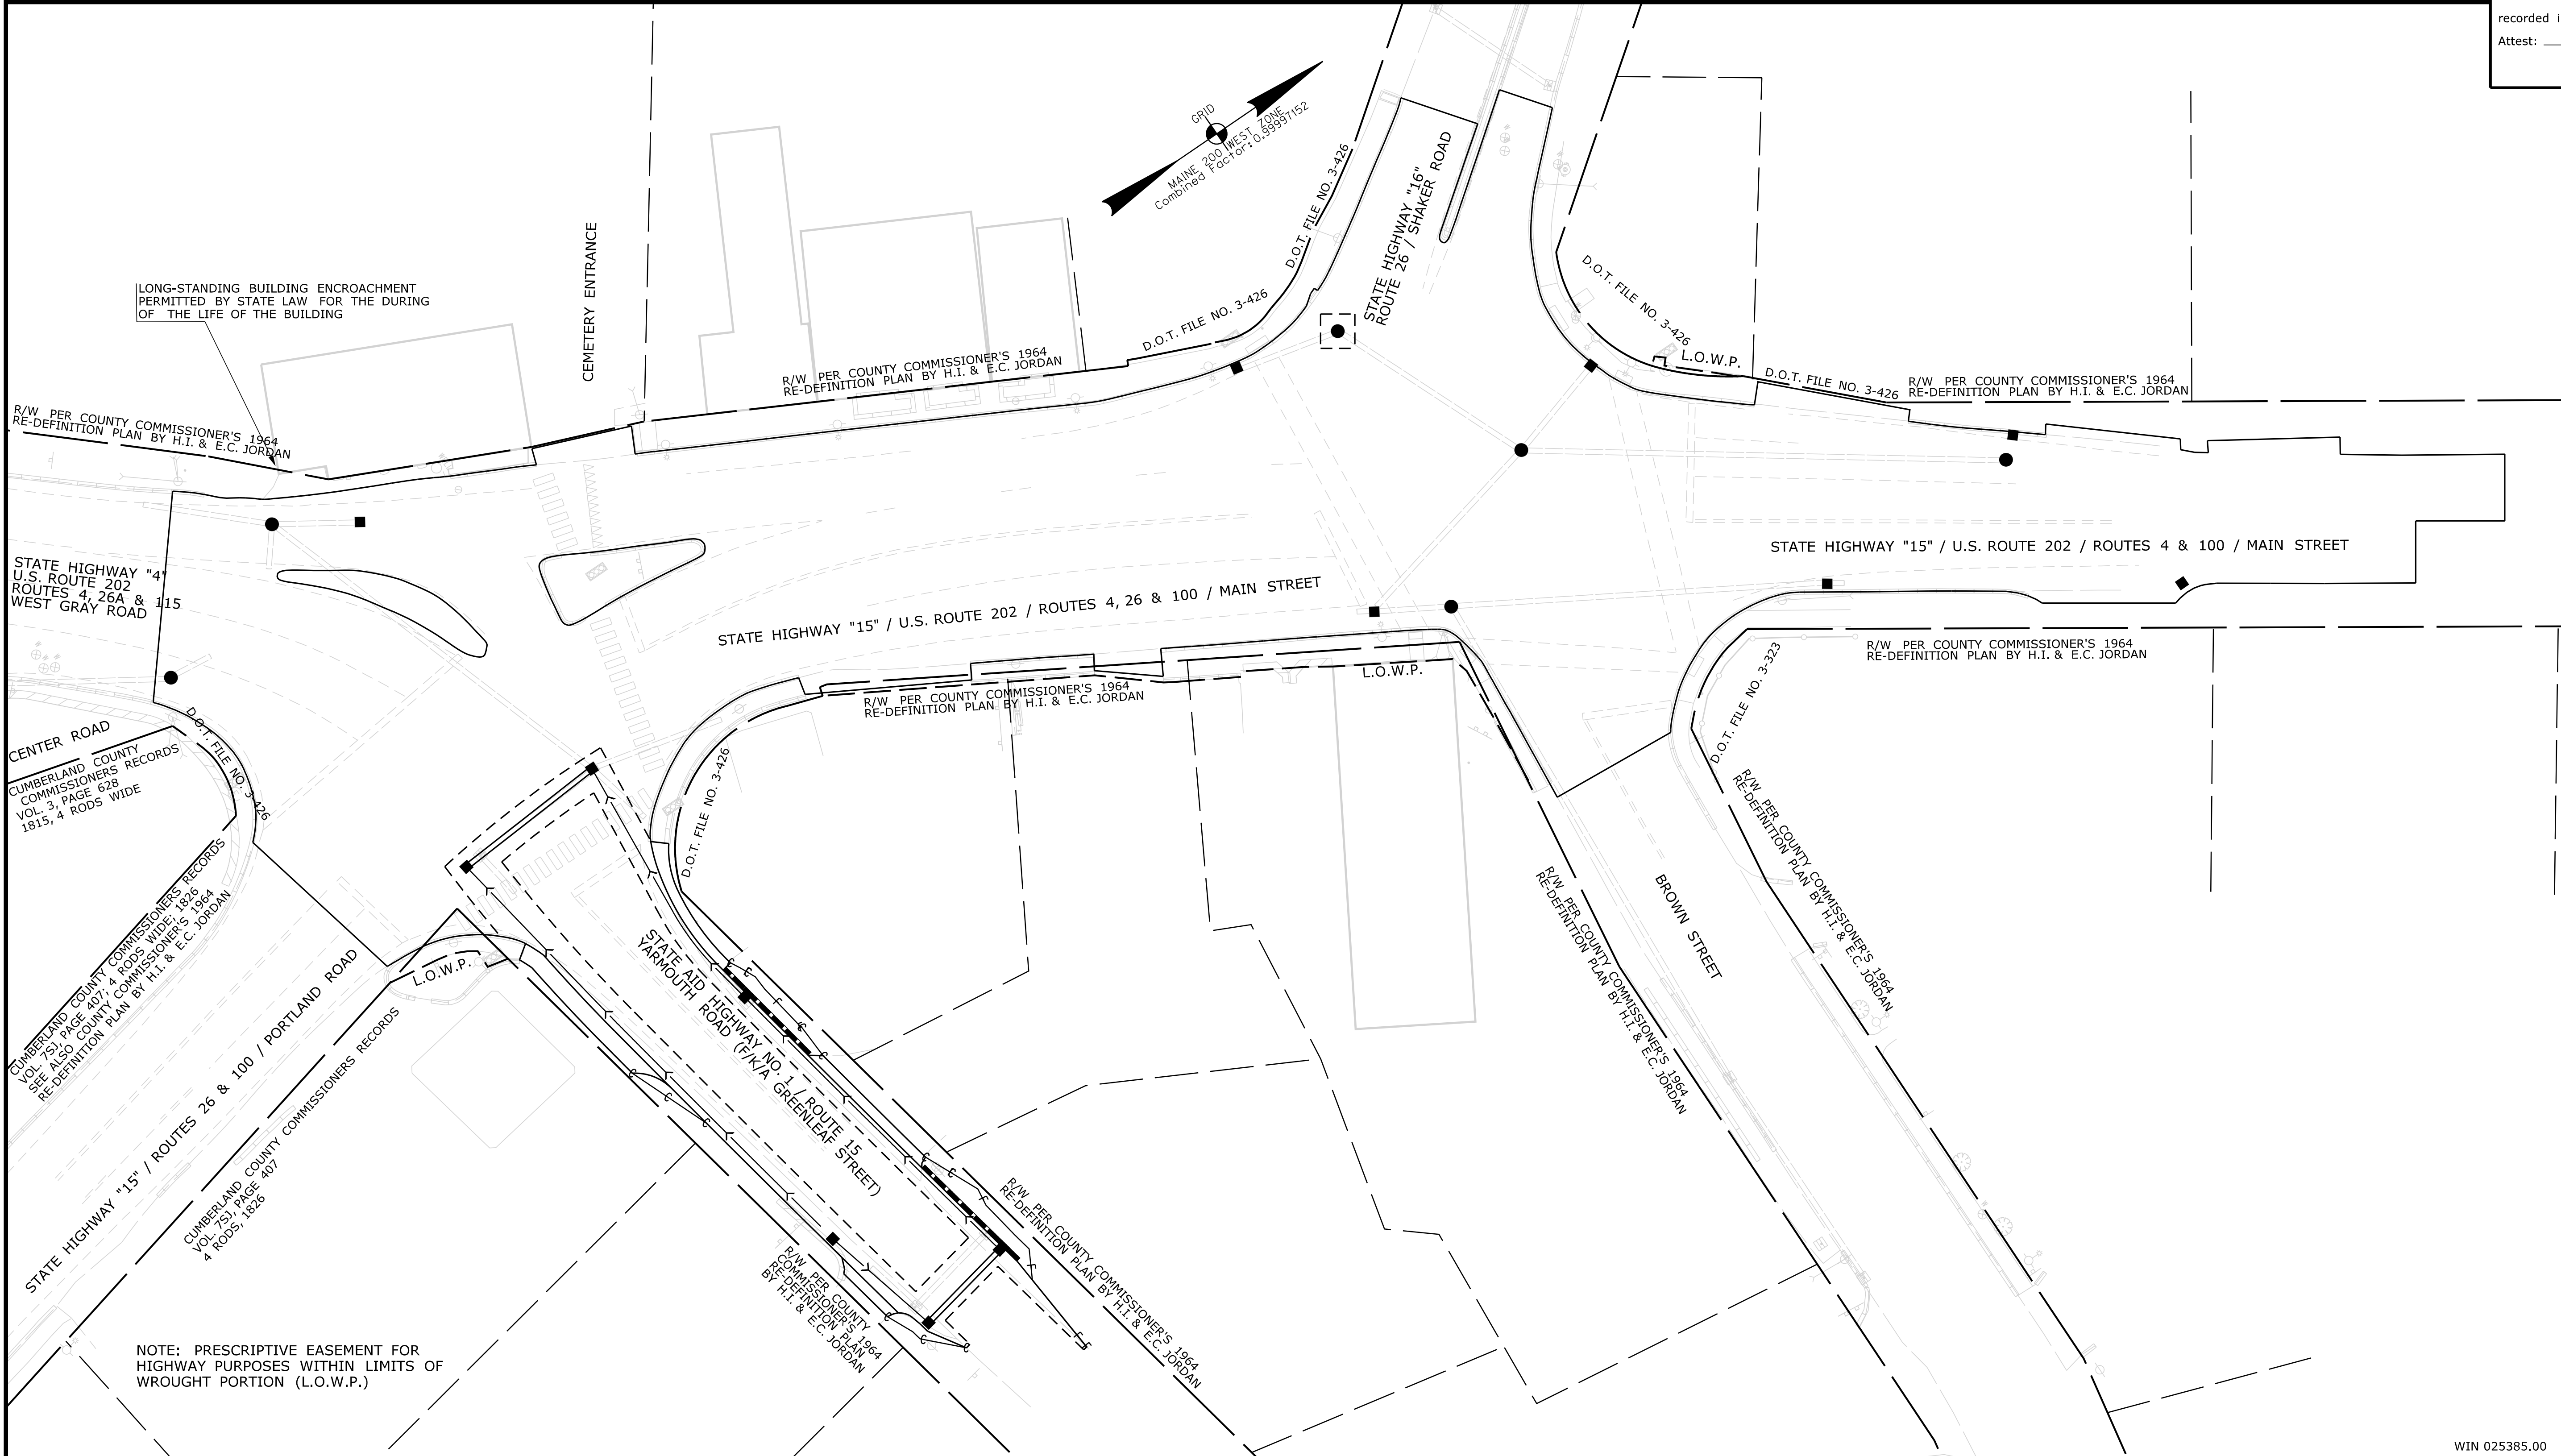 recorded i
Attest:
GRID
MAINE 2001WEST ZONE
Combined Factor: 0.99997152
D.O.T. FILE NO. 3-426
STATE HIGHWAY "16"
ROUTE 26 / SHAKER ROAD
D.O.T. FILE NO. 3-426
D.O.T. FILE NO. 3-426
L.O.W.P.
D.O.T. FILE NO. 3-426
R/W PER COUNTY COMMISSIONER'S 1964
RE-DEFINITION PLAN BY H.I. & E.C. JORDAN
CEMETERY ENTRANCE
LONG-STANDING BUILDING ENCROACHMENT
PERMITTED BY STATE LAW FOR THE DURING
OF THE LIFE OF THE BUILDING
R/W PER COUNTY COMMISSIONER'S 1964
RE-DEFINITION PLAN BY H.I. & E.C. JORDAN
R/W PER COUNTY COMMISSIONER'S 1964
RE-DEFINITION PLAN BY H.I. & E.C. JORDAN
STATE HIGHWAY "4"
U.S. ROUTE 202
ROUTES 4, 26A & 115
WEST GRAY ROAD
STATE HIGHWAY "15" / U.S. ROUTE 202 / ROUTES 4, 26 & 100 / MAIN STREET
STATE HIGHWAY "15" / U.S. ROUTE 202 / ROUTES 4 & 100 / MAIN STREET
R/W PER COUNTY COMMISSIONER'S 1964
RE-DEFINITION PLAN BY H.I. & E.C. JORDAN
L.O.W.P.
R/W PER COUNTY COMMISSIONER'S 1964
RE-DEFINITION PLAN BY H.I. & E.C. JORDAN
D.O.T. FILE NO. 3-323
CENTER ROAD
CUMBERLAND COUNTY
COMMISSIONERS RECORDS
VOL. 3, PAGE 628
1815, 4 RODS WIDE
D.O.T. FILE NO. 3-426
D.O.T. FILE NO. 3-426
R/W PER COUNTY COMMISSIONER'S 1964
RE-DEFINITION PLAN BY H.I. & E.C. JORDAN
BROWN STREET
R/W PER COUNTY COMMISSIONER'S 1964
RE-DEFINITION PLAN BY H.I. & E.C. JORDAN
CUMBERLAND COUNTY COMMISSIONERS RECORDS
VOL. 7SJ, PAGE 407; 4 RODS WIDE; 1826
SEE ALSO COUNTY COMMISSIONER'S 1964
RE-DEFINITION PLAN BY H.I. & E.C. JORDAN
L.O.W.P.
STATE HIGHWAY "15" / ROUTES 26 & 100 / PORTLAND ROAD
CUMBERLAND COUNTY COMMISSIONERS RECORDS
VOL. 7SJ, PAGE 407
4 RODS, 1826
STATE AID HIGHWAY NO. 1 / ROUTE 15
YARMOUTH ROAD (F/K/A GREENLEAF STREET)
R/W PER COUNTY COMMISSIONER'S 1964
RE-DEFINITION PLAN BY H.I. & E.C. JORDAN
R/W PER COUNTY
COMMISSIONER'S 1964
RE-DEFINITION PLAN
BY H.I. & E.C. JORDAN
NOTE: PRESCRIPTIVE EASEMENT FOR
HIGHWAY PURPOSES WITHIN LIMITS OF
WROUGHT PORTION (L.O.W.P.)
WIN 025385.00